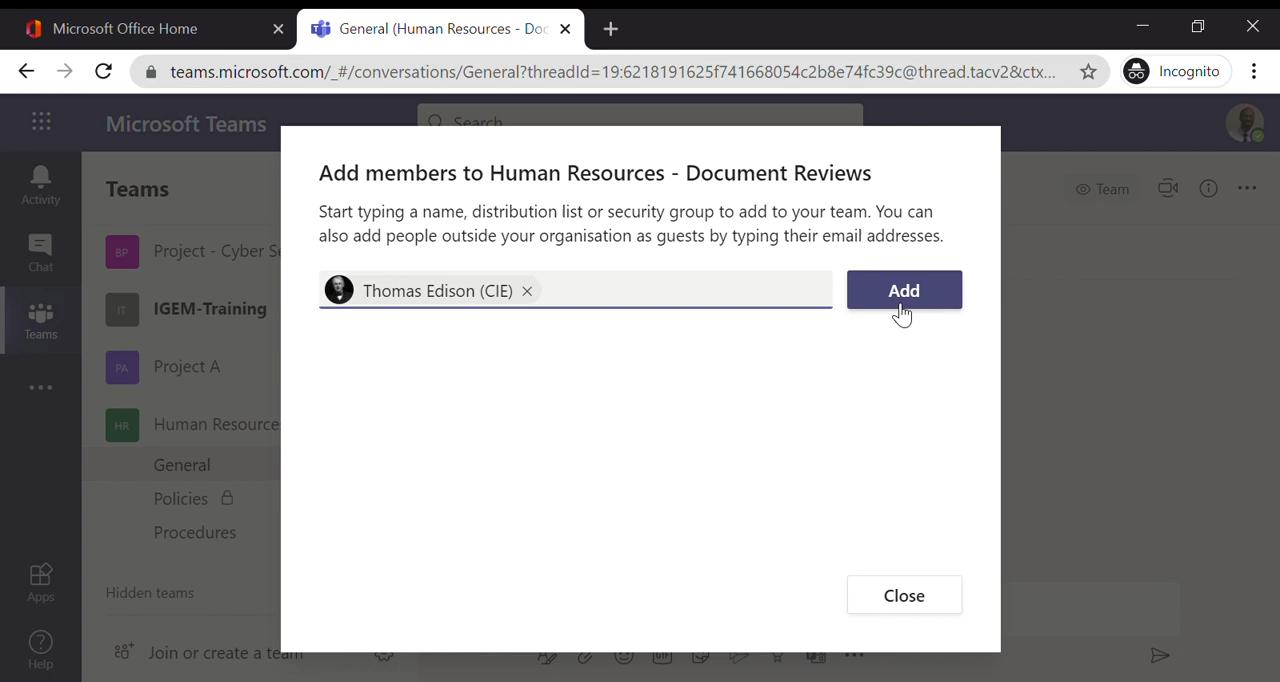 Microsoft Office Home
General (Human Resources - Doc
teams.microsoft.com/_#/conversations/General?threadId=19:6218191625f741668054c2b8e74fc39c@thread.tacv2&ctx...
Incognito
Microsoft Teams
Search
Activity
Chat
Teams
Apps
Help
Teams
BP Project - Cyber Se
IT IGEM-Training
PA Project A
HR Human Resource
General
Policies
Procedures
Hidden teams
Join or create a team
Team
Add members to Human Resources - Document Reviews
Start typing a name, distribution list or security group to add to your team. You can
also add people outside your organisation as guests by typing their email addresses.
Thomas Edison (CIE)
Add
Close
GIF